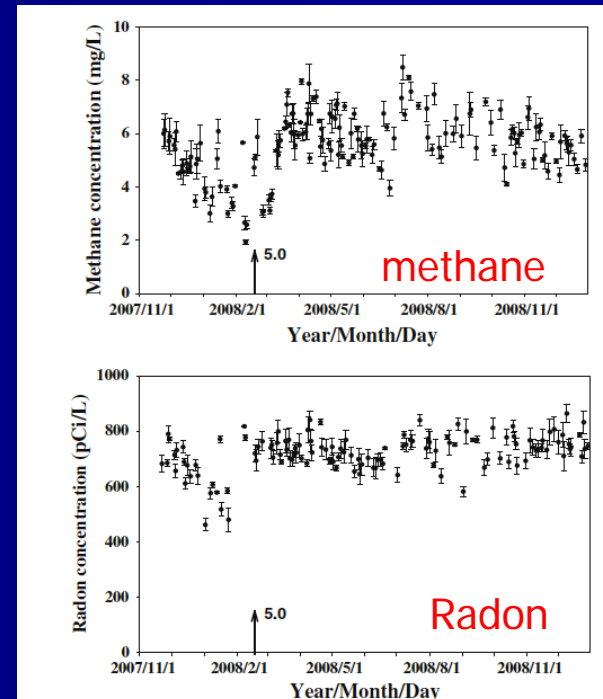 10
8
6
4
2
0
Methane concentration (mg/L)
5.0
methane
2007/11/1 2008/2/1 2008/5/1 2008/8/1 2008/11/1
Year/Month/Day
1000
800
600
400
200
0
Radon concentration (pCi/L)
5.0
Radon
2007/11/1 2008/2/1 2008/5/1 2008/8/1 2008/11/1
Year/Month/Day